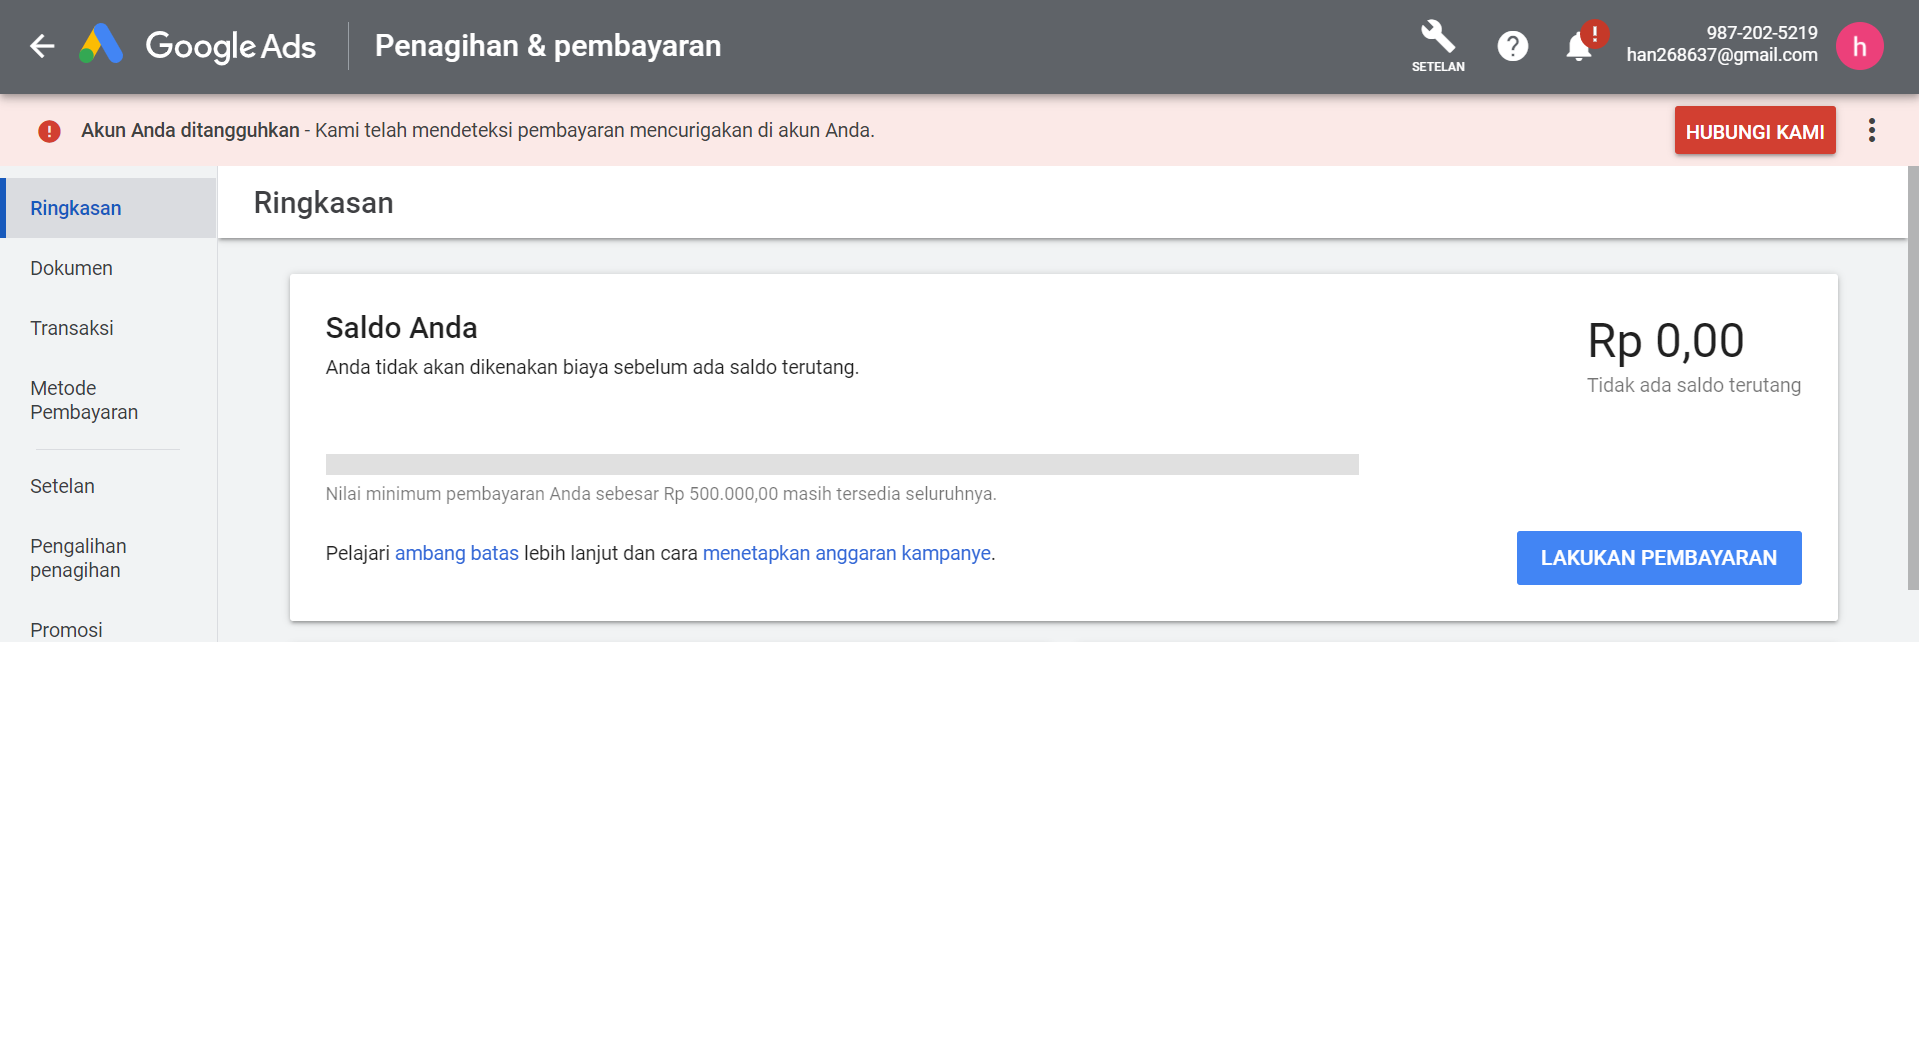 Google Ads
Penagihan & pembayaran
SETELAN
?
!
987-202-5219
han268637@gmail.com
h
! Akun Anda ditangguhkan - Kami telah mendeteksi pembayaran mencurigakan di akun Anda.
HUBUNGI KAMI
Ringkasan
Dokumen
Transaksi
Metode
Pembayaran
Setelan
Pengalihan
penagihan
Promosi
Ringkasan
Saldo Anda
Anda tidak akan dikenakan biaya sebelum ada saldo terutang.
Rp 0,00
Tidak ada saldo terutang
Nilai minimum pembayaran Anda sebesar Rp 500.000,00 masih tersedia seluruhnya.
Pelajari ambang batas lebih lanjut dan cara menetapkan anggaran kampanye.
LAKUKAN PEMBAYARAN